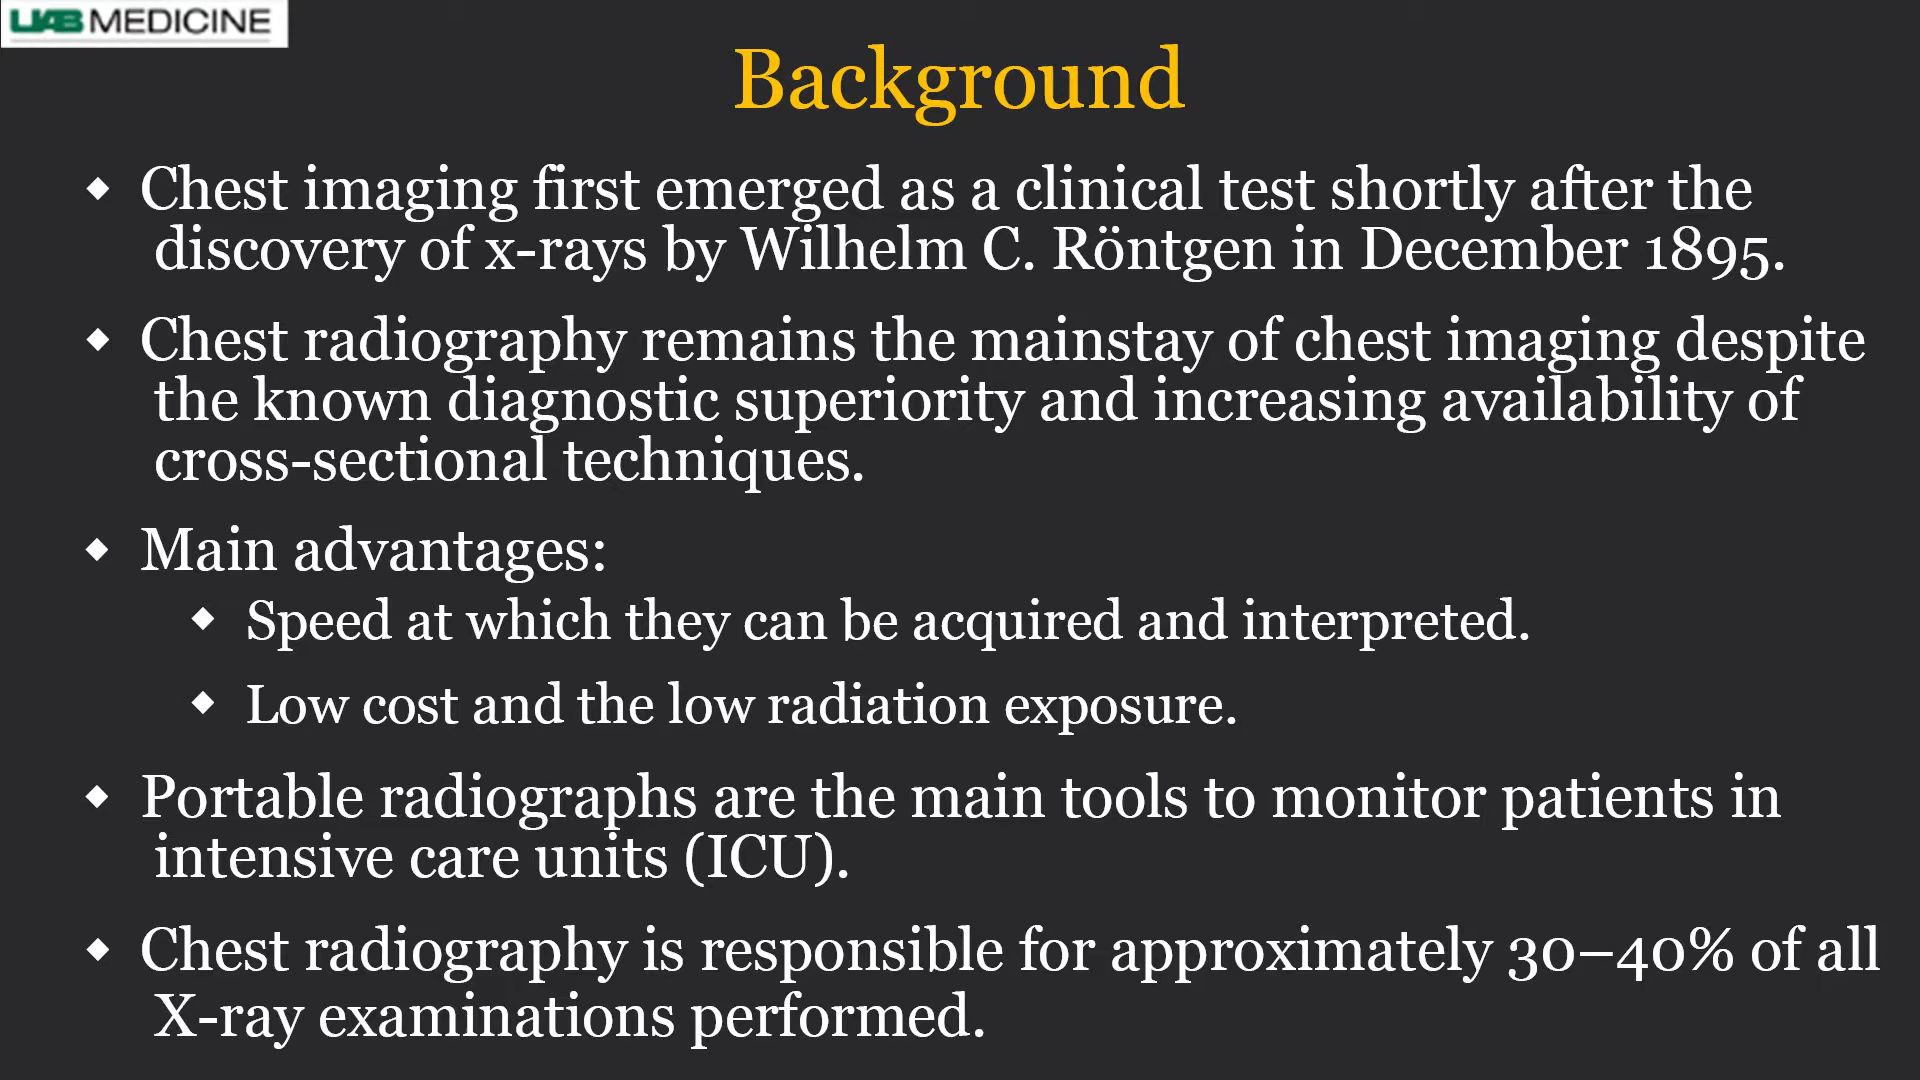 UAB MEDICINE
Background
◆ Chest imaging first emerged as a clinical test shortly after the
discovery of x-rays by Wilhelm C. Röntgen in December 1895.
◆ Chest radiography remains the mainstay of chest imaging despite
the known diagnostic superiority and increasing availability of
cross-sectional techniques.
◆ Main advantages:
◆ Speed at which they can be acquired and interpreted.
◆ Low cost and the low radiation exposure.
◆ Portable radiographs are the main tools to monitor patients in
intensive care units (ICU).
◆ Chest radiography is responsible for approximately 30–40% of all
X-ray examinations performed.